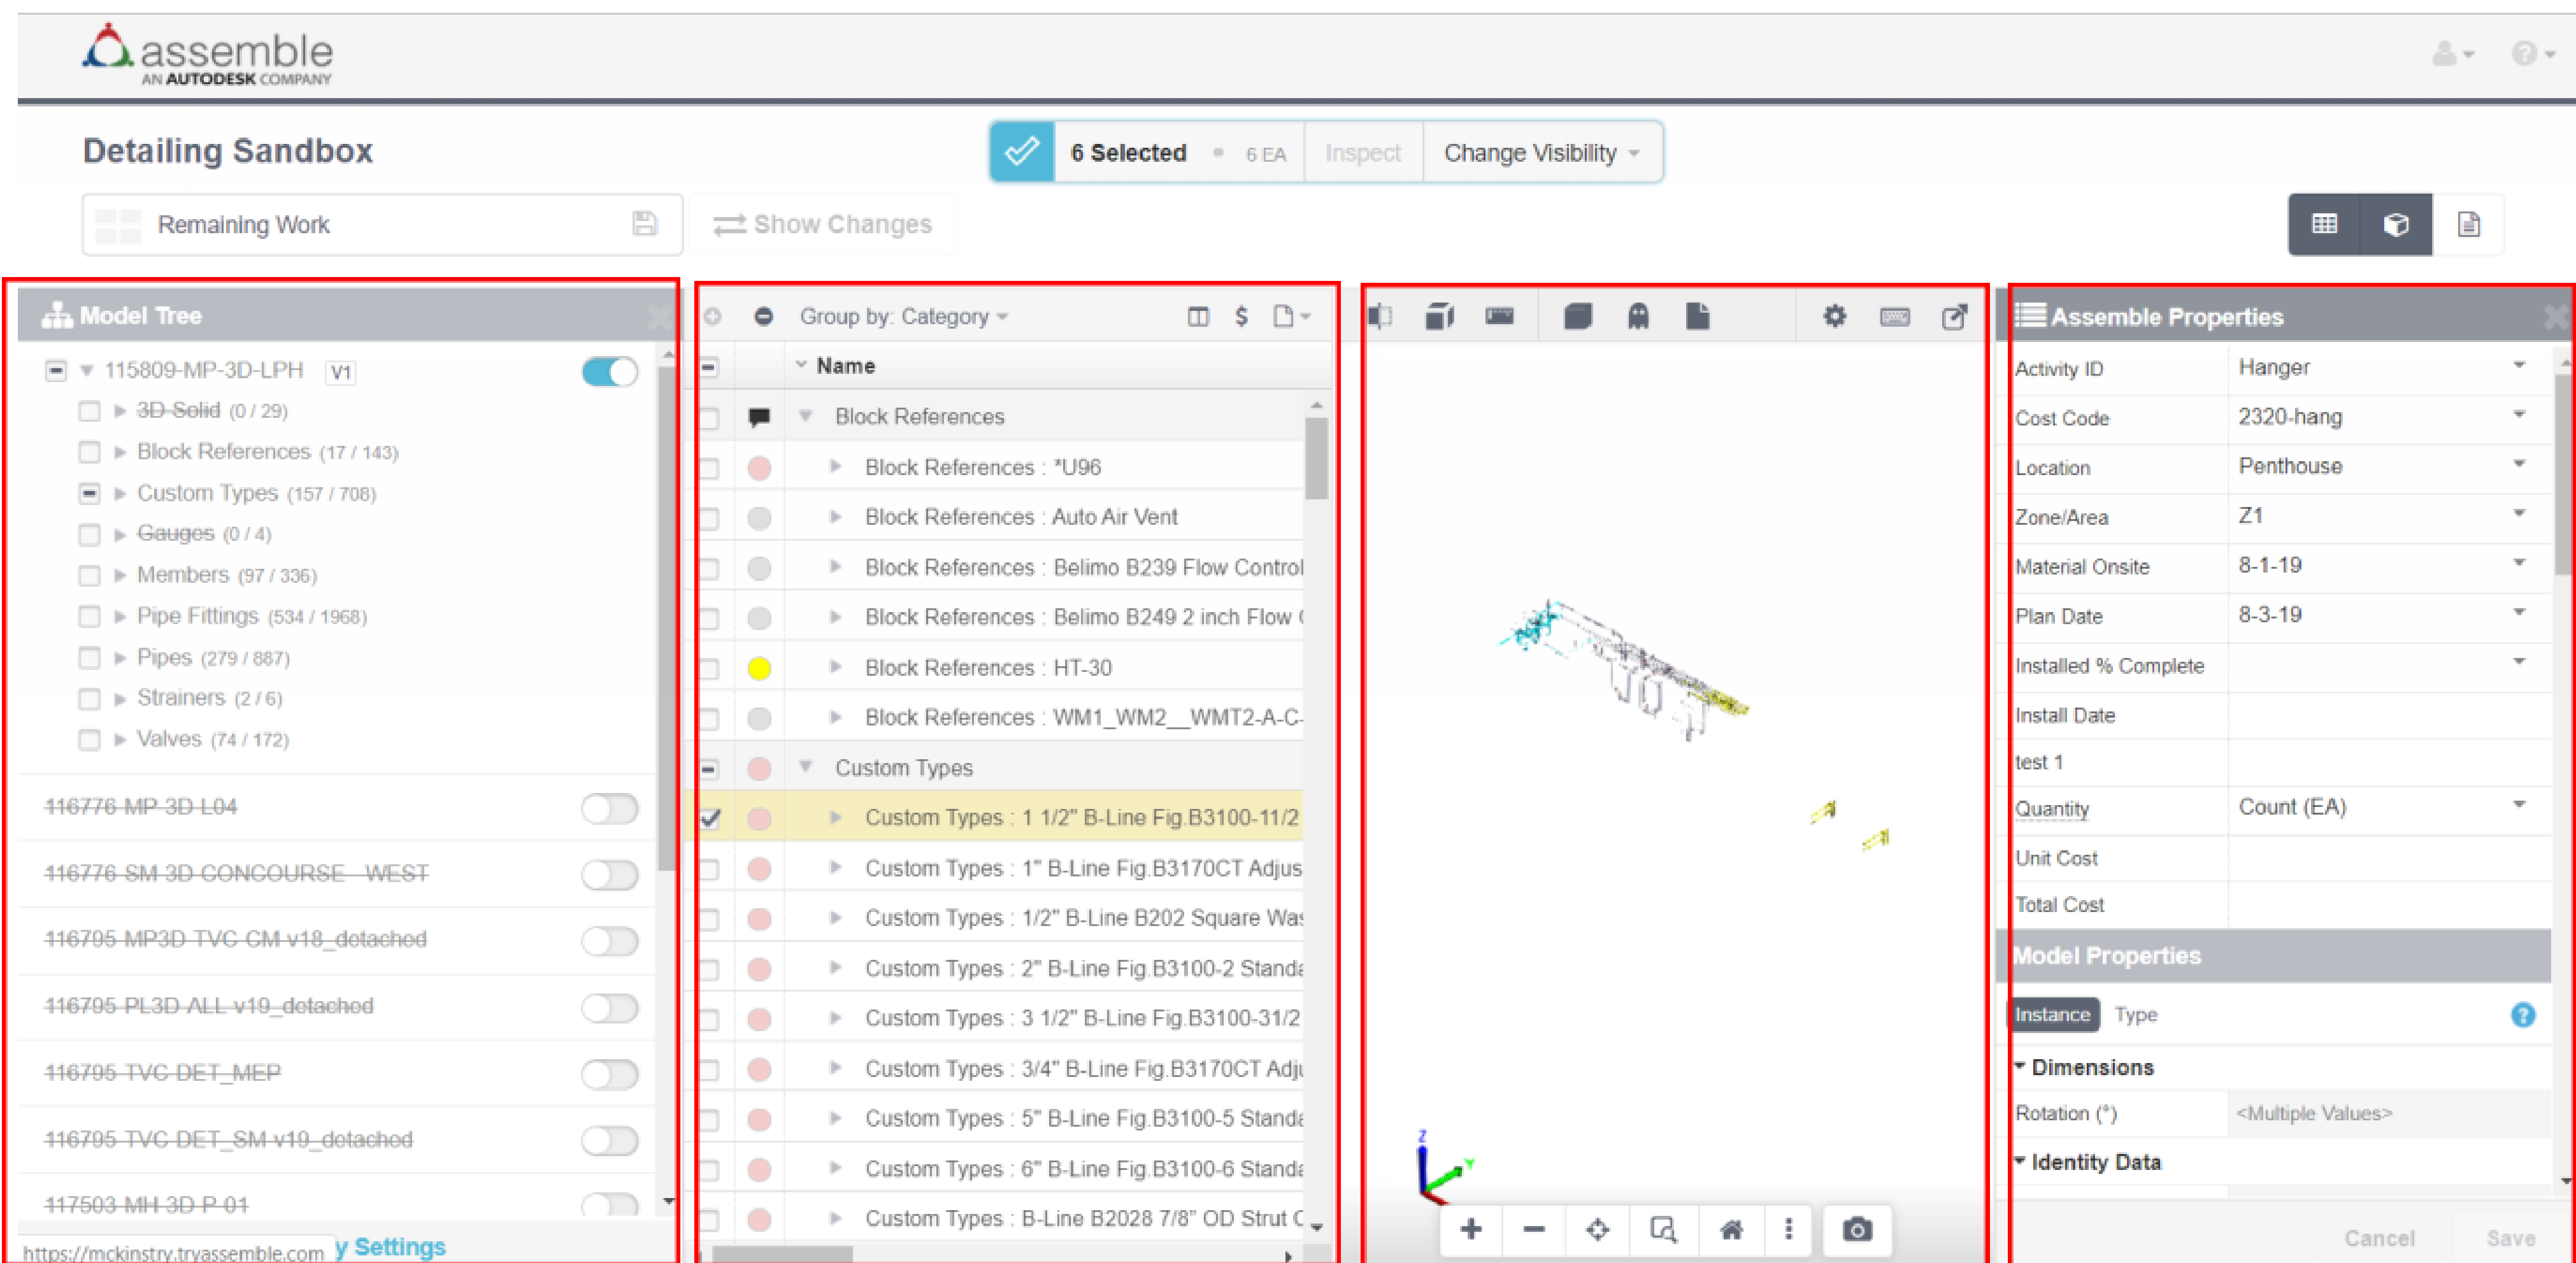 assemble
AN AUTODESK COMPANY
Detailing Sandbox
6 Selected 6 EA Inspect Change Visibility
Remaining Work Show Changes
Model Tree
115809-MP-3D-LPH V1
3D Solid (0 / 29)
Block References (17 / 143)
Custom Types (157 / 708)
Gauges (0 / 4)
Members (97 / 336)
Pipe Fittings (534 / 1968)
Pipes (279 / 887)
Strainers (2 / 6)
Valves (74 / 172)
116776 MP 3D L04
116776 SM 3D CONCOURSE WEST
116795 MP3D TVC CM v18_detached
116795 PL3D ALL v19_detached
116795 TVC DET_MEP
116795 TVC DET_SM v19_detached
117503 MH 3D P 01
https://mckinstry.tryassemble.com y Settings
Group by: Category $
Name
Block References
Block References : *U96
Block References : Auto Air Vent
Block References : Belimo B239 Flow Control
Block References : Belimo B249 2 inch Flow
Block References : HT-30
Block References : WM1_WM2__WMT2-A-C-
Custom Types
Custom Types : 1 1/2" B-Line Fig.B3100-11/2
Custom Types : 1" B-Line Fig.B3170CT Adjus
Custom Types : 1/2" B-Line B202 Square Was
Custom Types : 2" B-Line Fig.B3100-2 Standa
Custom Types : 3 1/2" B-Line Fig.B3100-31/2
Custom Types : 3/4" B-Line Fig.B3170CT Adju
Custom Types : 5" B-Line Fig.B3100-5 Standa
Custom Types : 6" B-Line Fig.B3100-6 Standa
Custom Types : B-Line B2028 7/8" OD Strut C
Z
Y
Assemble Properties
Activity ID Hanger
Cost Code 2320-hang
Location Penthouse
Zone/Area Z1
Material Onsite 8-1-19
Plan Date 8-3-19
Installed % Complete
Install Date
test 1
Quantity Count (EA)
Unit Cost
Total Cost
Model Properties
Instance Type
Dimensions
Rotation (°) <Multiple Values>
Identity Data
Cancel Save